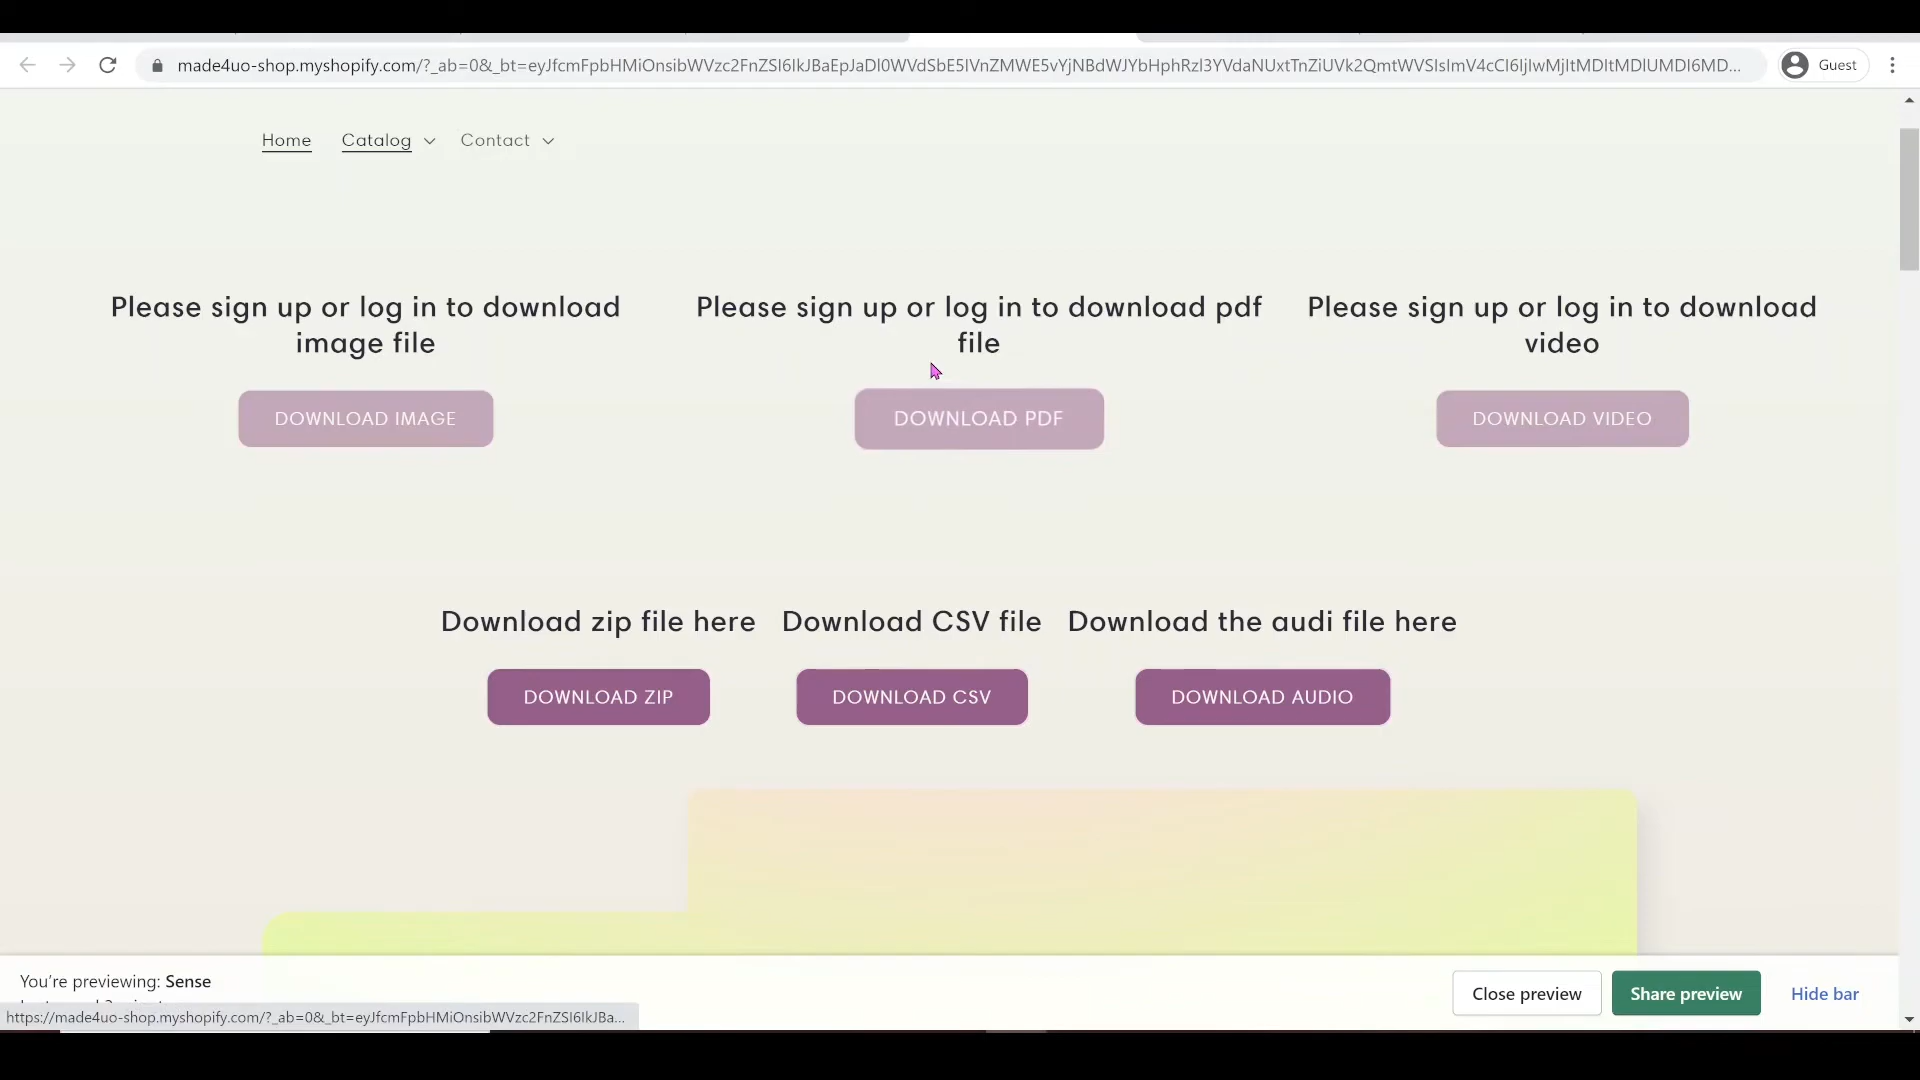 made4uo-shop.myshopify.com/?_ab=0&_bt=eyJfcmFpbHMiOnsibWVzc2FnZSI6IkJBaEpJaDl0WVdSbE5IVnZMWE5vYjNBdWJYbHphRzl3YVdaNUxtTnZiUVk2QmtWVSIsImV4cCI6IjIwMjItMDItMDlUMDI6MD...
Guest
Home Catalog Contact
Please sign up or log in to download image file
Please sign up or log in to download pdf file
Please sign up or log in to download video
DOWNLOAD IMAGE
DOWNLOAD PDF
DOWNLOAD VIDEO
Download zip file here
Download CSV file
Download the audi file here
DOWNLOAD ZIP
DOWNLOAD CSV
DOWNLOAD AUDIO
You're previewing: Sense
Close preview
Share preview
Hide bar
https://made4uo-shop.myshopify.com/?_ab=0&_bt=eyJfcmFpbHMiOnsibWVzc2FnZSI6IkJBa...